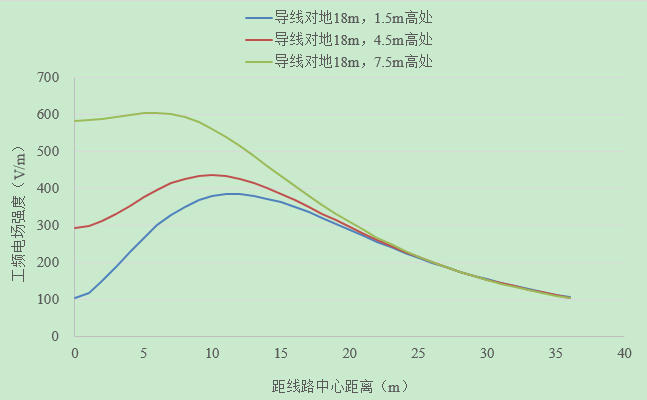 导线对地18m，1.5m高处
导线对地18m，4.5m高处
导线对地18m，7.5m高处
700
600
500
400
300
200
100
0
工频电场强度（V/m）
0 5 10 15 20 25 30 35 40
距线路中心距离（m）